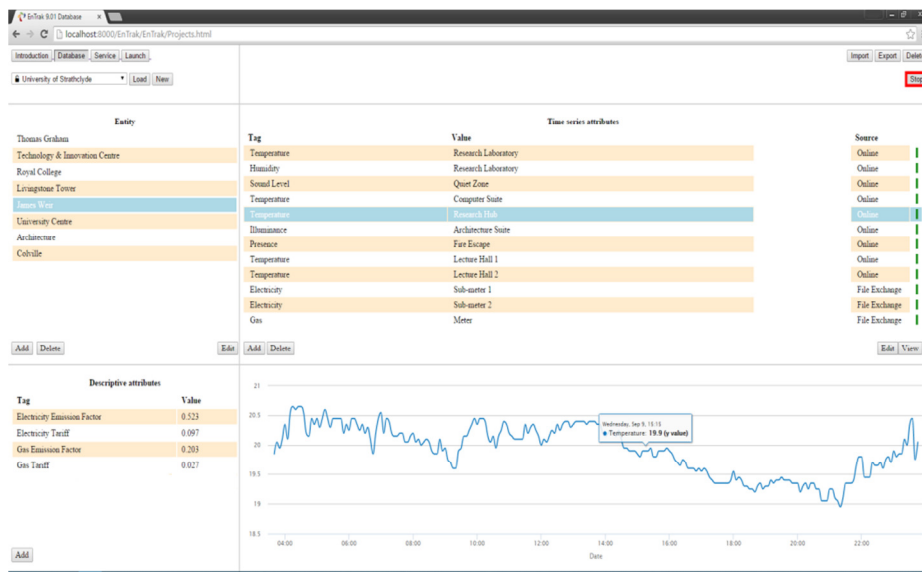 EnTrak 9.01 Database
localhost:8000/EnTrak/EnTrak/Projects.html
Introduction Database Service Launch
Import Export Delet
University of Strathclyde Load New
Stop
Entity
Thomas Graham
Technology & Innovation Centre
Royal College
Livingstone Tower
James Weir
University Centre
Architecture
Colville
Add Delete Edit
Time series attributes
Tag Value Source
Temperature Research Laboratory Online
Humidity Research Laboratory Online
Sound Level Quiet Zone Online
Temperature Computer Suite Online
Temperature Research Hub Online
Illuminance Architecture Suite Online
Presence Fire Escape Online
Temperature Lecture Hall 1 Online
Temperature Lecture Hall 2 Online
Electricity Sub-meter 1 File Exchange
Electricity Sub-meter 2 File Exchange
Gas Meter File Exchange
Add Delete Edit View
Descriptive attributes
Tag Value
Electricity Emission Factor 0.523
Electricity Tariff 0.097
Gas Emission Factor 0.203
Gas Tariff 0.027
Add
21
20.5
20
19.5
19
18.5
Wednesday, Sep 9, 15:15
Temperature: 19.9 (y value)
04:00 06:00 08:00 10:00 12:00 14:00 16:00 18:00 20:00 22:00
Date